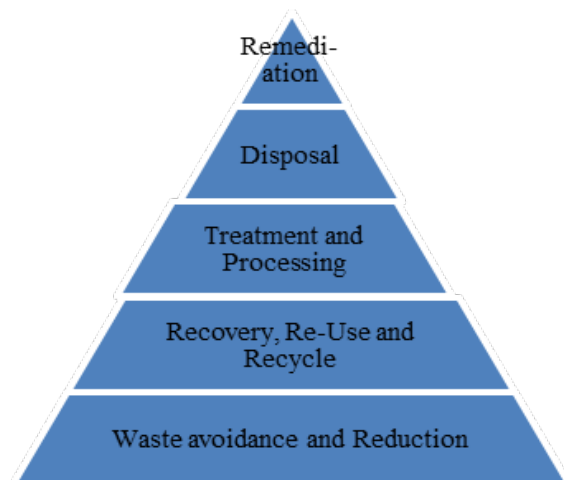 Remedi-
ation
Disposal
Treatment and
Processing
Recovery, Re-Use and
Recycle
Waste avoidance and Reduction